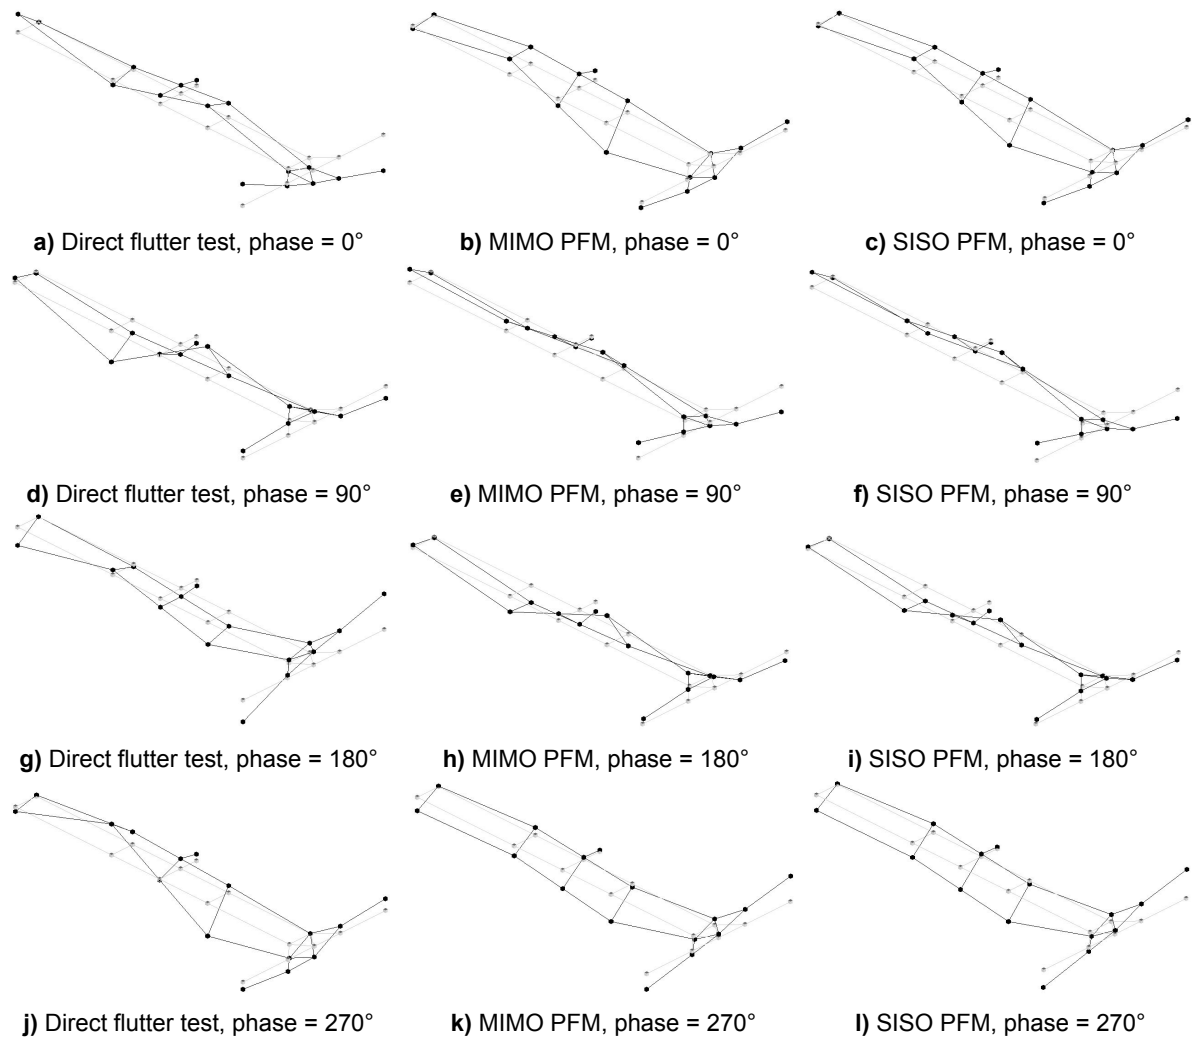 a) Direct flutter test, phase = 0°
b) MIMO PFM, phase = 0°
c) SISO PFM, phase = 0°
d) Direct flutter test, phase = 90°
e) MIMO PFM, phase = 90°
f) SISO PFM, phase = 90°
g) Direct flutter test, phase = 180°
h) MIMO PFM, phase = 180°
i) SISO PFM, phase = 180°
j) Direct flutter test, phase = 270°
k) MIMO PFM, phase = 270°
l) SISO PFM, phase = 270°